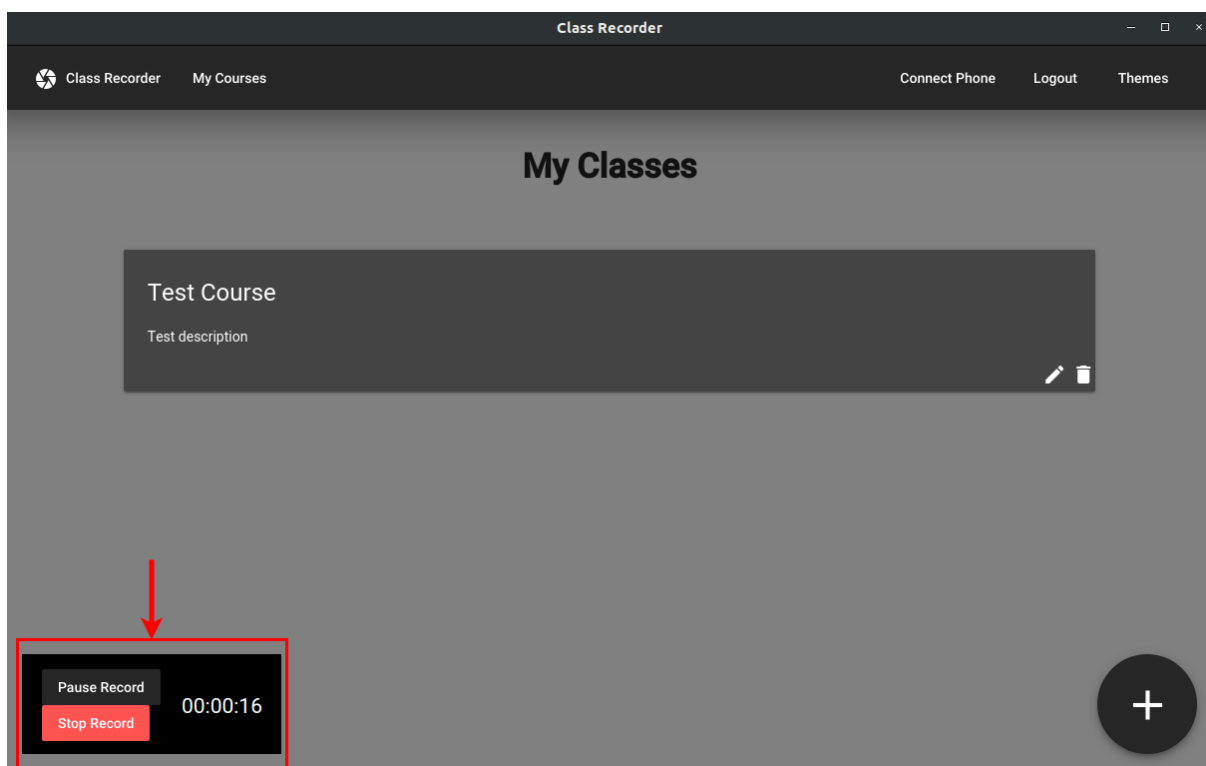 Class Recorder
Class Recorder My Courses Connect Phone Logout Themes
My Classes
Test Course
Test description
Pause Record
00:00:16
Stop Record